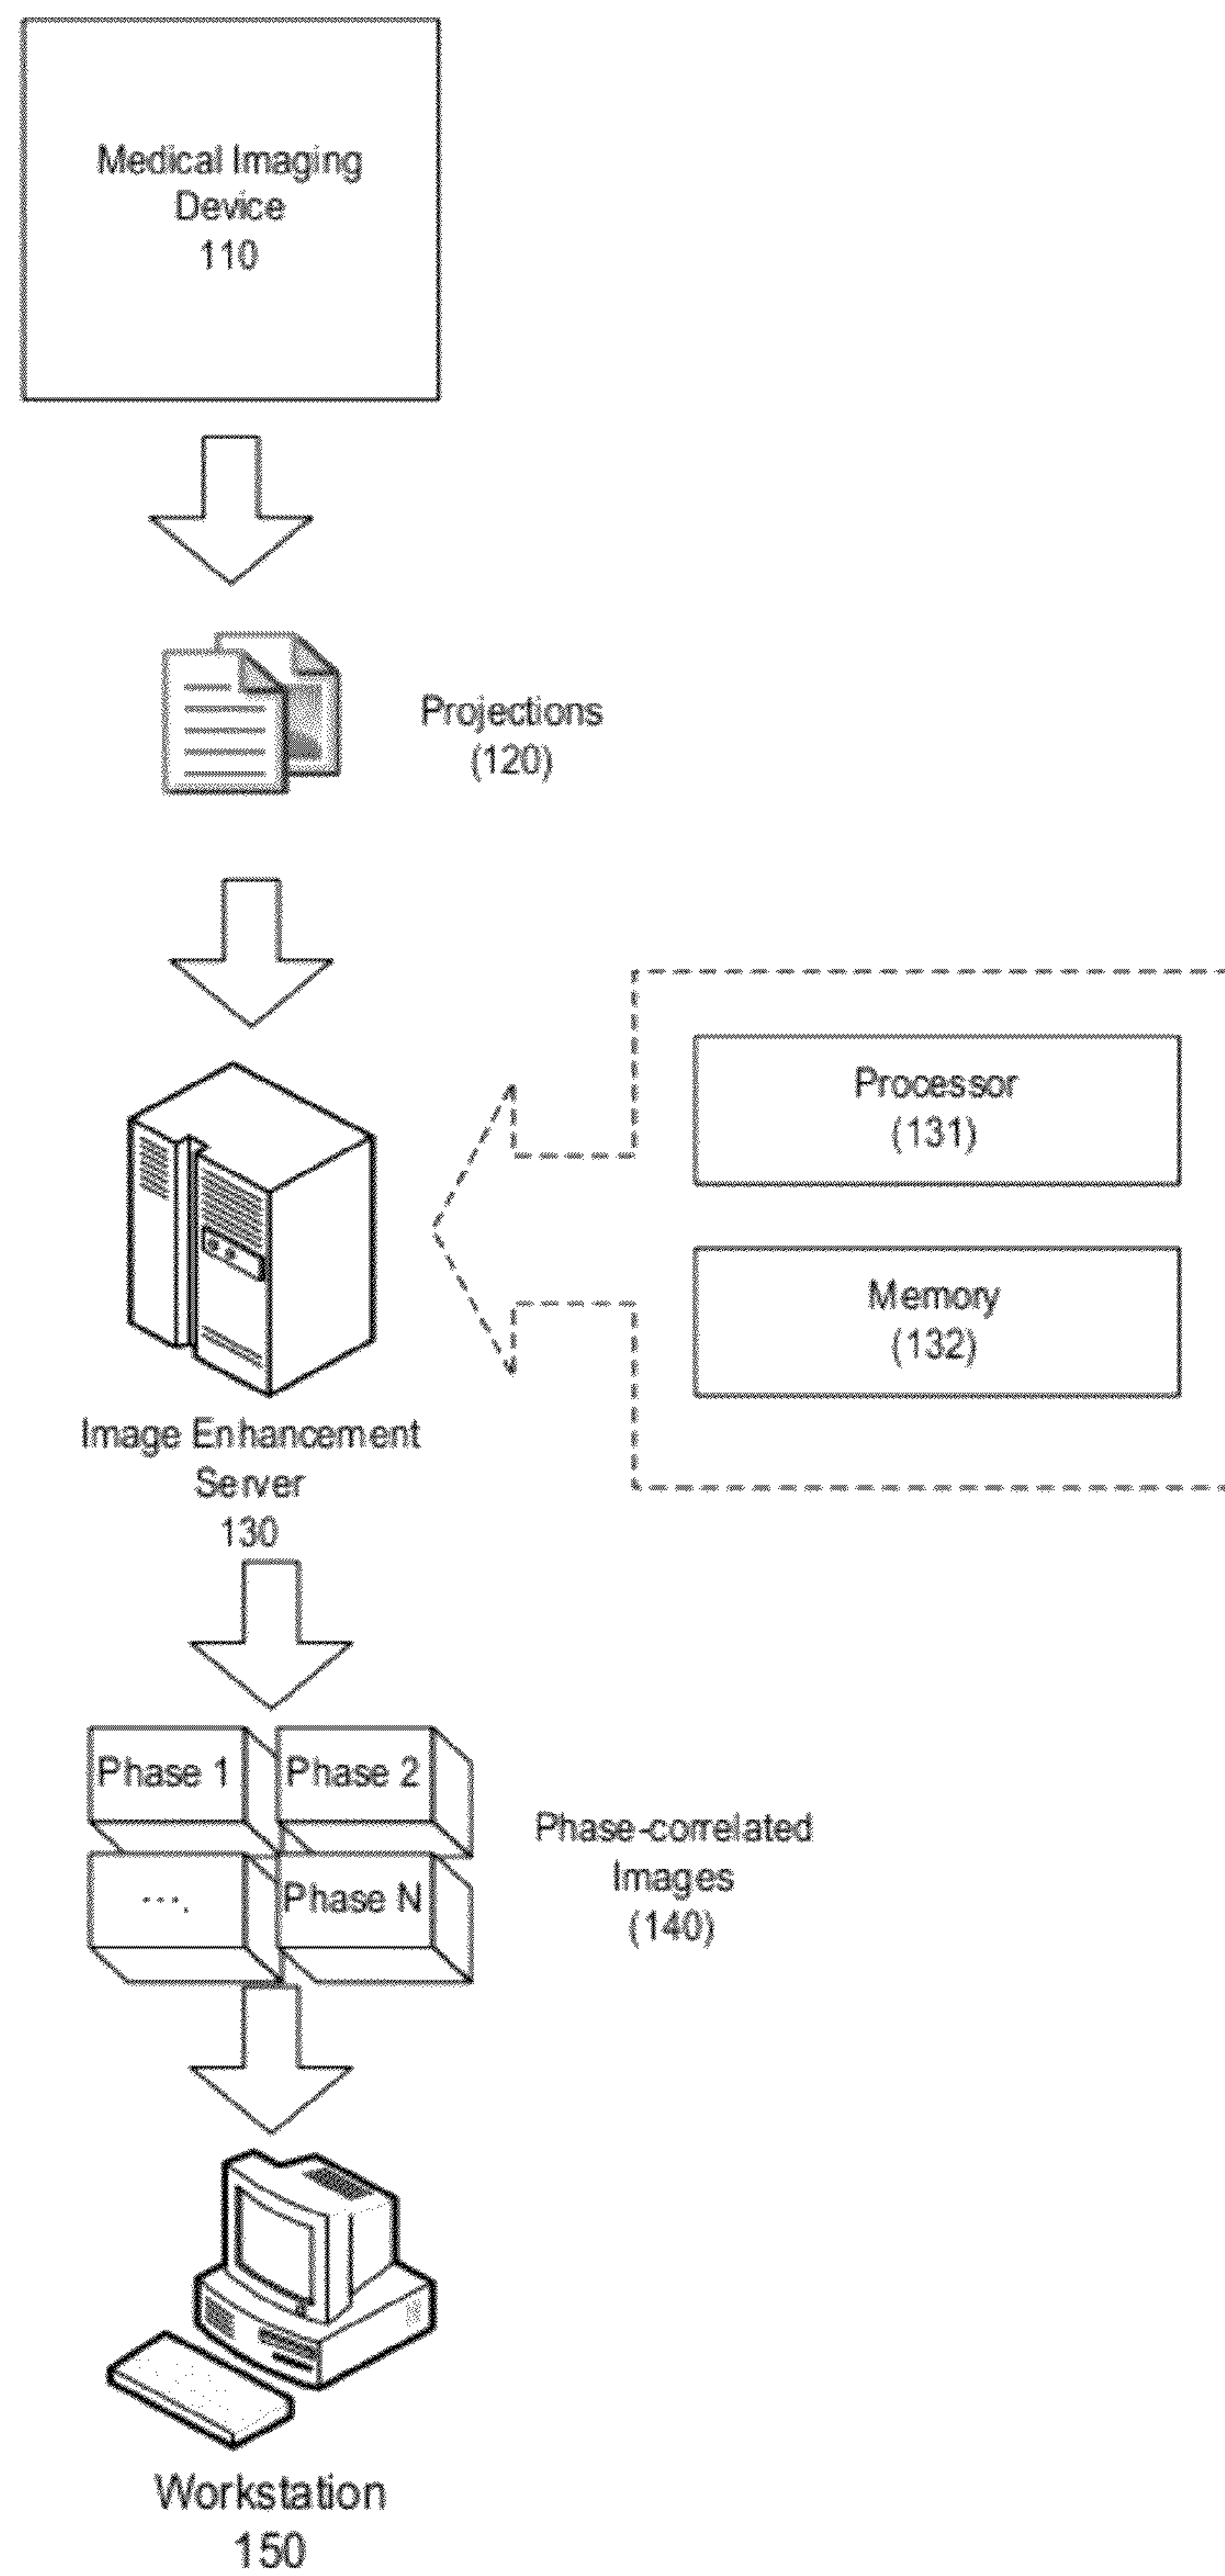 Medical Imaging
Device
110
Projections
(120)
Processor
(131)
Memory
(132)
Image Enhancement
Server
130
Phase 1
Phase 2
....
Phase N
Phase-correlated
Images
(140)
Workstation
150